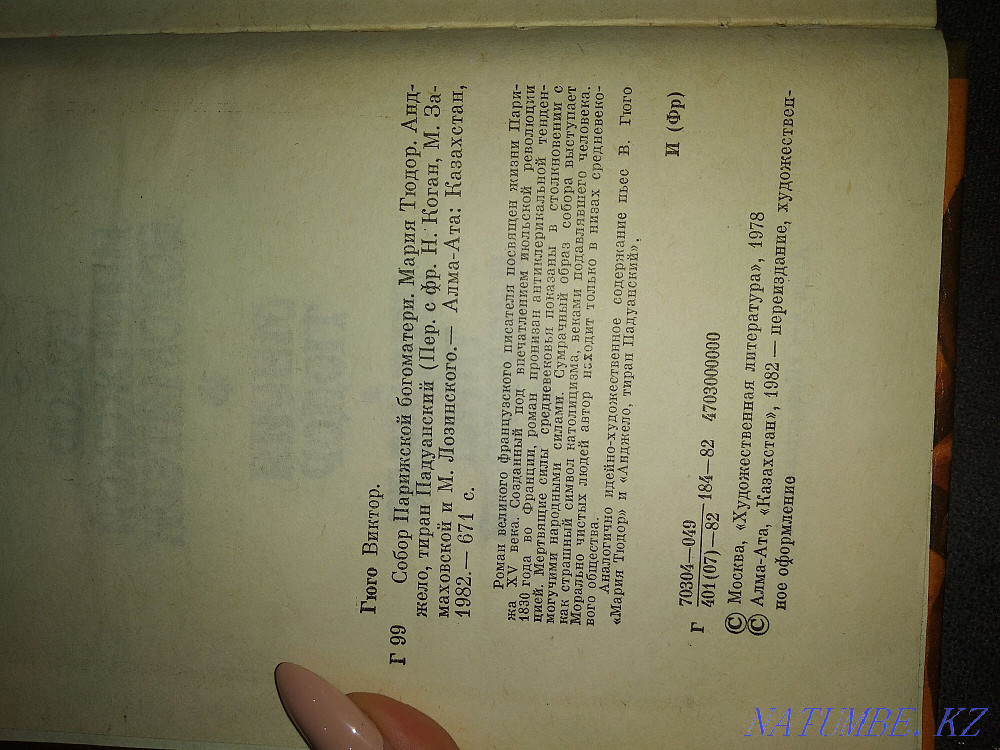 Гюго Виктор.
Г 99 Собор Парижской богоматери. Мария Тюдор. Анд-
жело, тиран Падуанский (Пер. с фр. Н. Коган, М. За-
маховской и М. Лозинского.— Алма-Ата: Казахстан,
1982.— 671 с.
Роман великого французского писателя посвящен жизни Пари-
жа XV века. Созданный под впечатлением июльской революции
1830 года во Франции, роман пронизан антиклерикальной тенден-
цией. Мертвящие силы средневековья показаны в столкновении с
могучими народными силами. Сумрачный образ собора выступает
как страшный символ католицизма, веками подавлявшего человека.
Морально чистых людей автор находит только в низах средневеко-
вого общества.
Аналогично идейно-художественное содержание пьес В. Гюго
«Мария Тюдор» и «Анджело, тиран Падуанский».
И (Фр)
Г 70304—049
401(07)—82 184—82 4703000000
© Москва, «Художественная литература», 1978
© Алма-Ата, «Казахстан», 1982 — переиздание, художествен-
ное оформление
NATUMBE.KZ